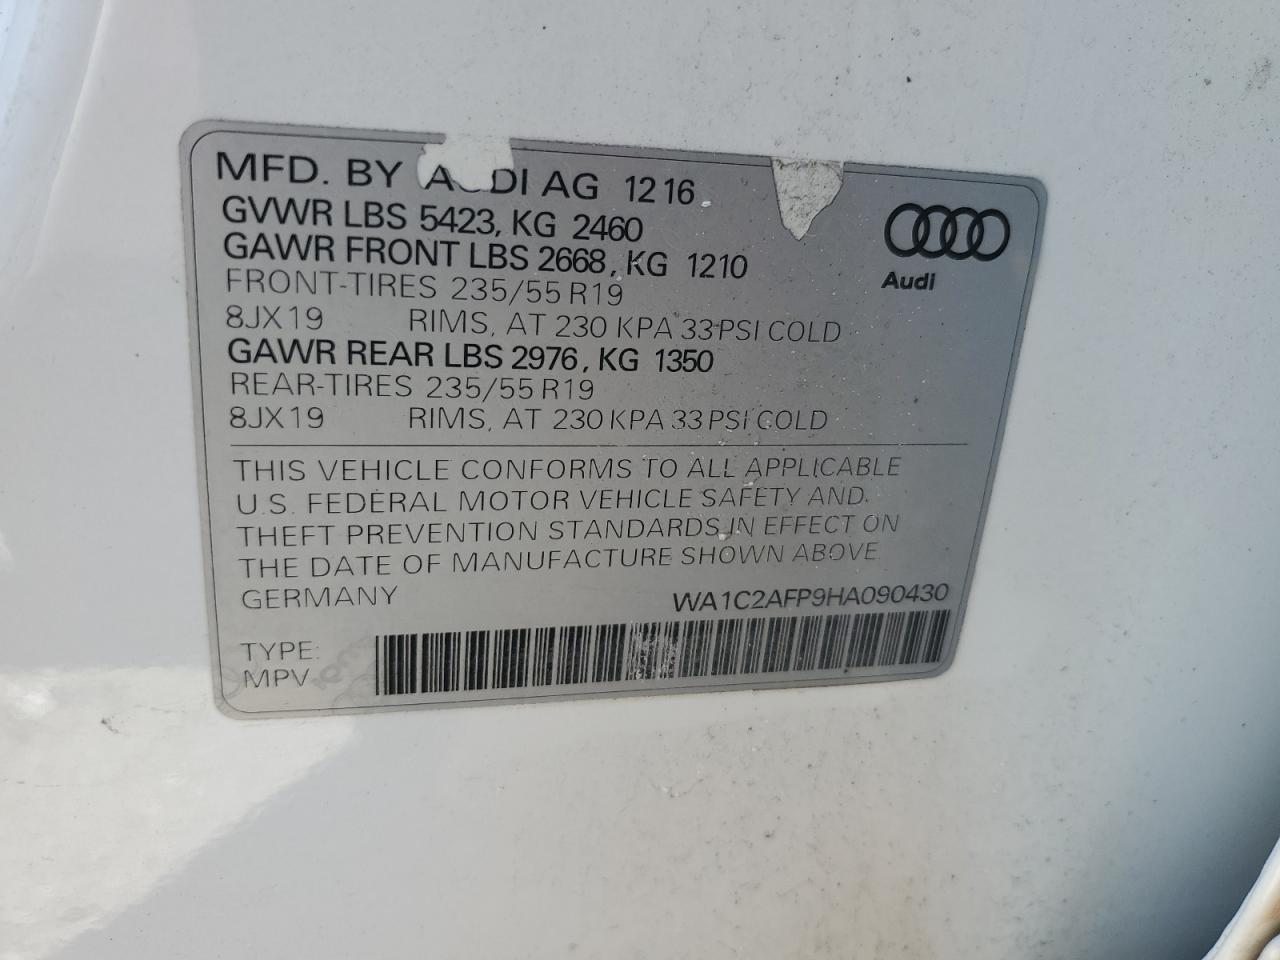 MFD. BY AUDI AG 12 16
GVWR LBS 5423, KG 2460
GAWR FRONT LBS 2668, KG 1210
FRONT-TIRES 235/55 R19
8JX19 RIMS, AT 230 KPA 33 PSI COLD
GAWR REAR LBS 2976, KG 1350
REAR-TIRES 235/55 R19
8JX19 RIMS, AT 230 KPA 33 PSI COLD
Audi
THIS VEHICLE CONFORMS TO ALL APPLICABLE
U.S. FEDERAL MOTOR VEHICLE SAFETY AND
THEFT PREVENTION STANDARDS IN EFFECT ON
THE DATE OF MANUFACTURE SHOWN ABOVE
GERMANY WA1C2AFP9HA090430
TYPE:
MPV